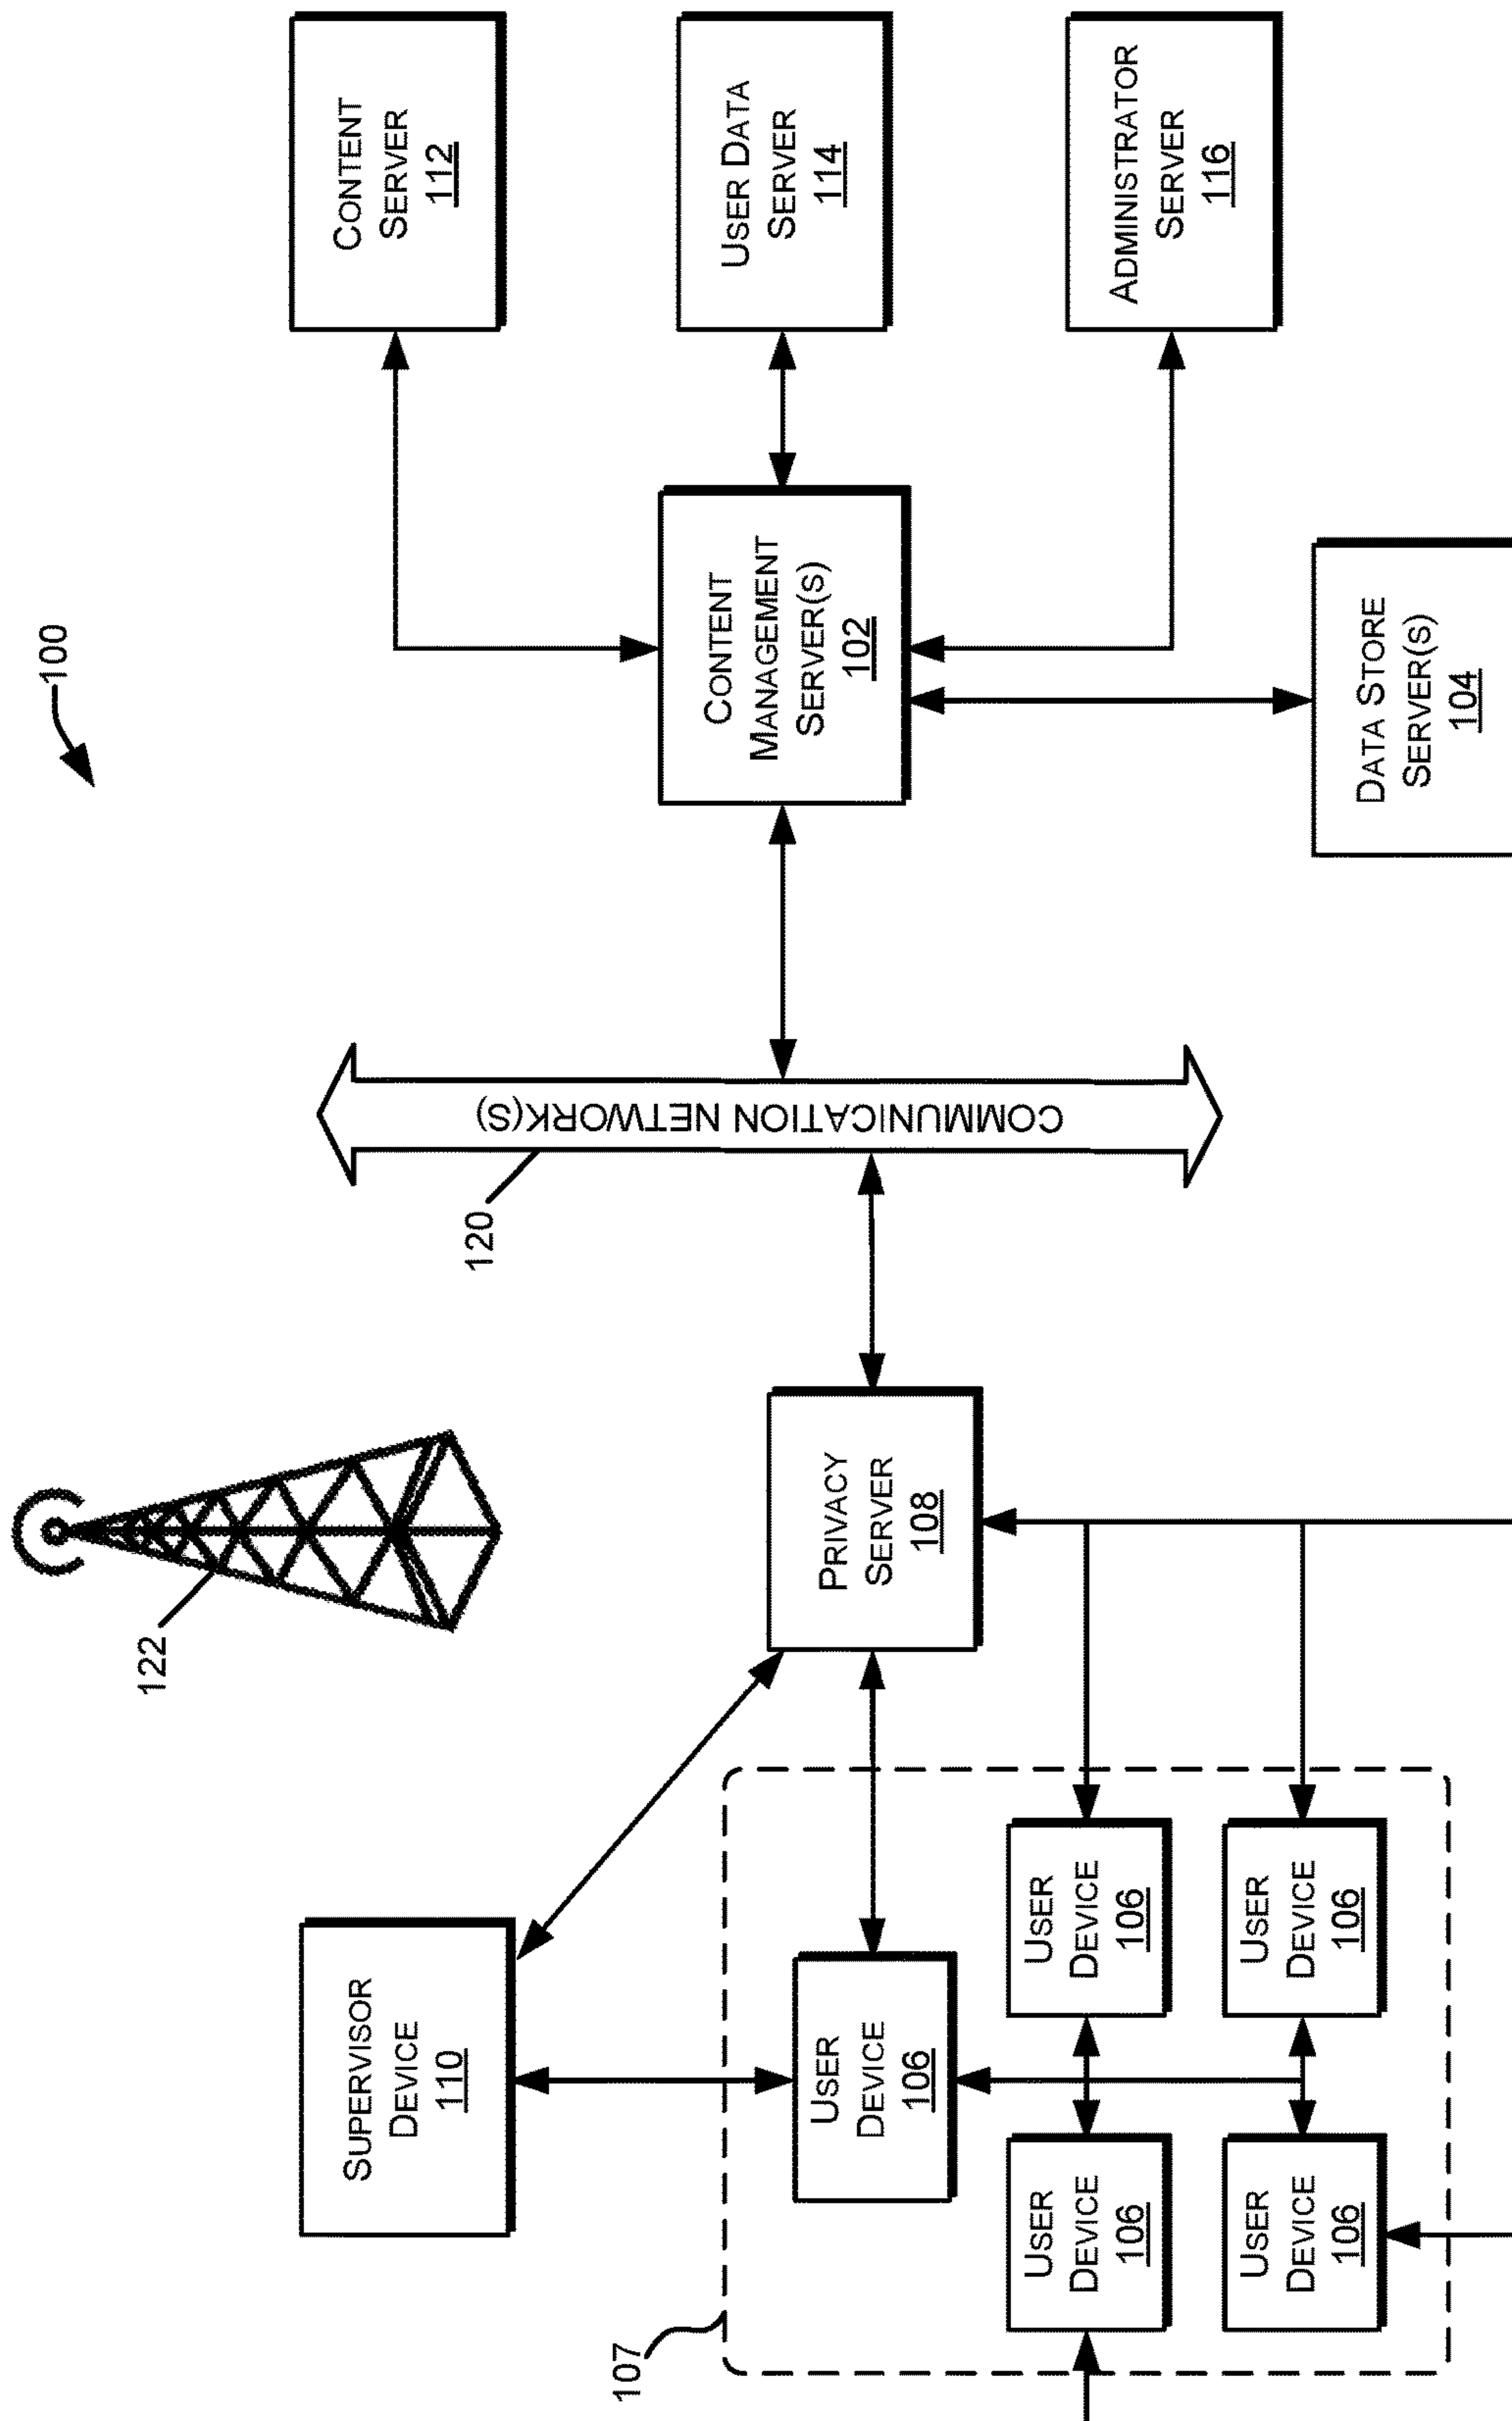 100
122
120
107
SUPERVISOR
DEVICE
110
USER
DEVICE
106
USER
DEVICE
106
USER
DEVICE
106
USER
DEVICE
106
USER
DEVICE
106
PRIVACY
SERVER
108
COMMUNICATION NETWORK(S)
CONTENT
MANAGEMENT
SERVER(S)
102
DATA STORE
SERVER(S)
104
CONTENT
SERVER
112
USER DATA
SERVER
114
ADMINISTRATOR
SERVER
116